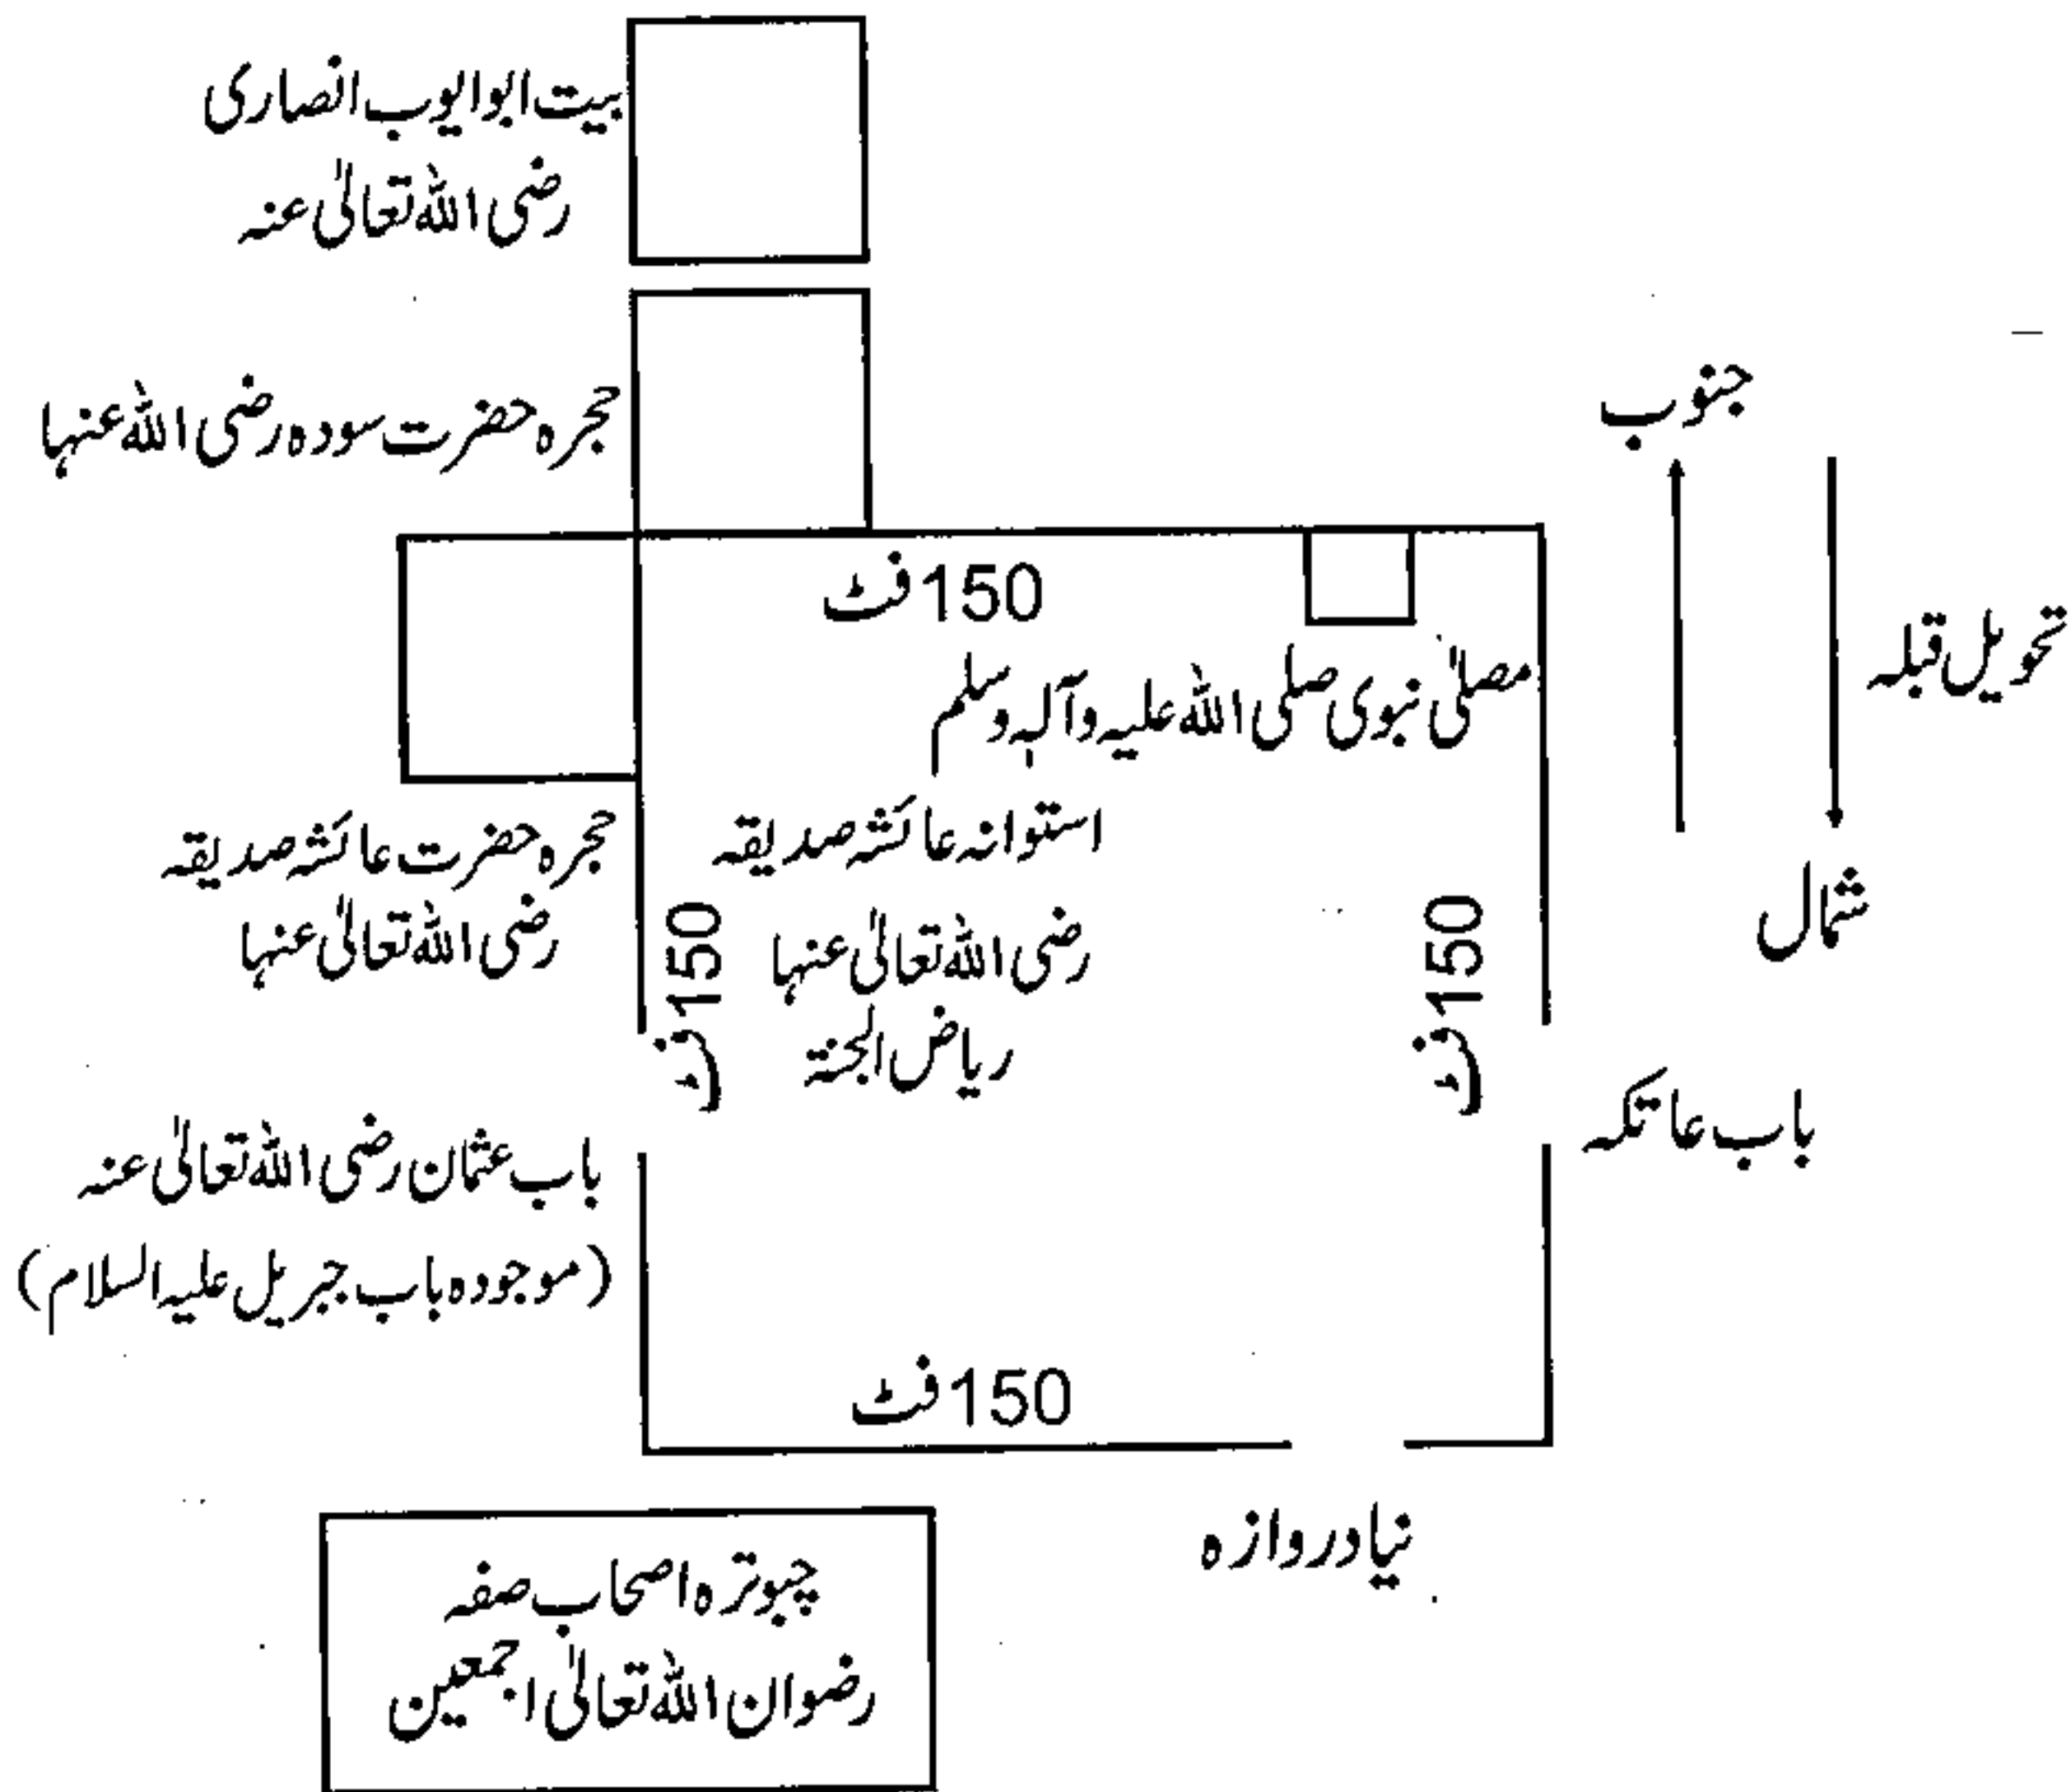 بیت ابوایوب انصاری
رضی اللہ تعالیٰ عنہ
حجرہ حضرت سودہ رضی اللہ عنہا
جنوب
تحویل قبلہ
شمال
150 فٹ
مصلیٰ نبوی صلی اللہ علیہ وآلہ وسلم
استوانہ عائشہ صدیقہ
رضی اللہ تعالیٰ عنہا
ریاض الجنۃ
150 فٹ
150 فٹ
حجرہ حضرت عائشہ صدیقہ
رضی اللہ تعالیٰ عنہا
باب عاتکہ
باب عثمان رضی اللہ تعالیٰ عنہ
(موجودہ باب جبریل علیہ السلام)
150 فٹ
نیا دروازہ
چبوترہ اصحاب صفہ
رضوان اللہ تعالیٰ اجمعین